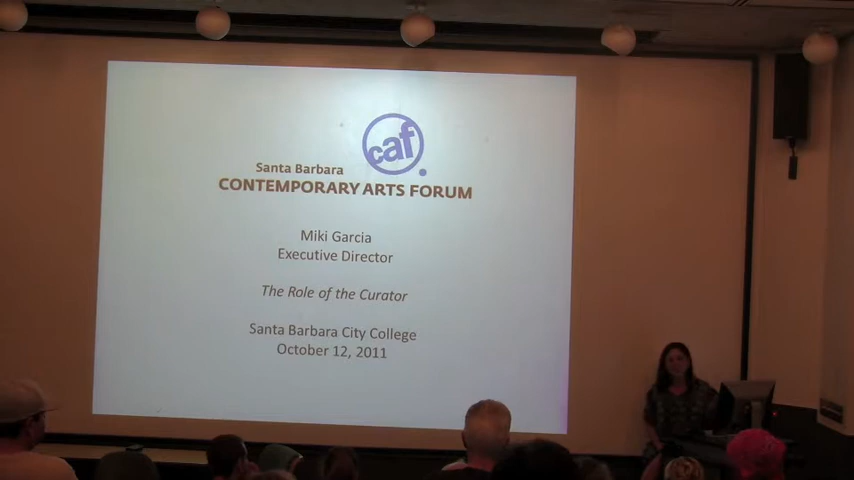 caf.
Santa Barbara
CONTEMPORARY ARTS FORUM
Miki Garcia
Executive Director
The Role of the Curator
Santa Barbara City College
October 12, 2011